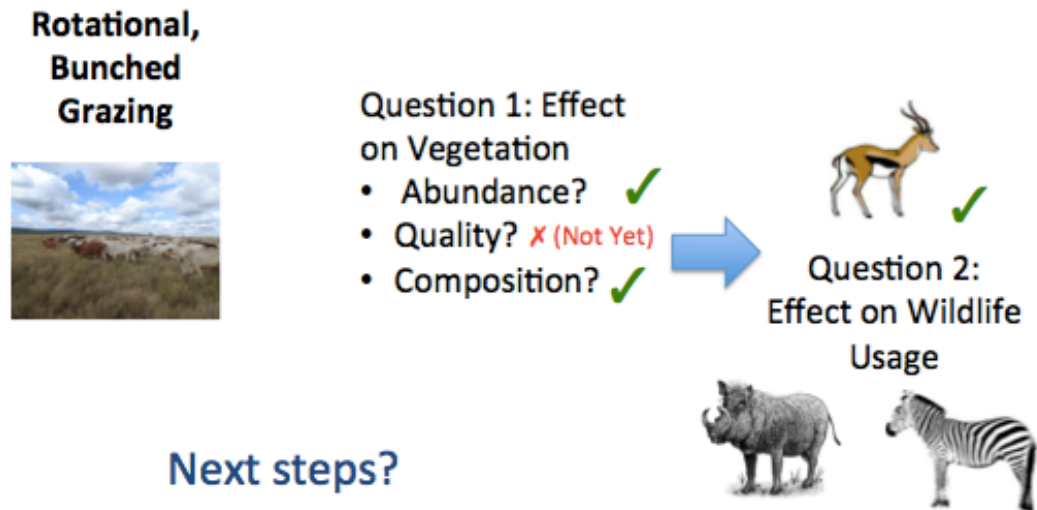 Rotational,
Bunched
Grazing
Question 1: Effect
on Vegetation
• Abundance? ✓
• Quality? ✗ (Not Yet)
• Composition? ✓
✓
Question 2:
Effect on Wildlife
Usage
Next steps?